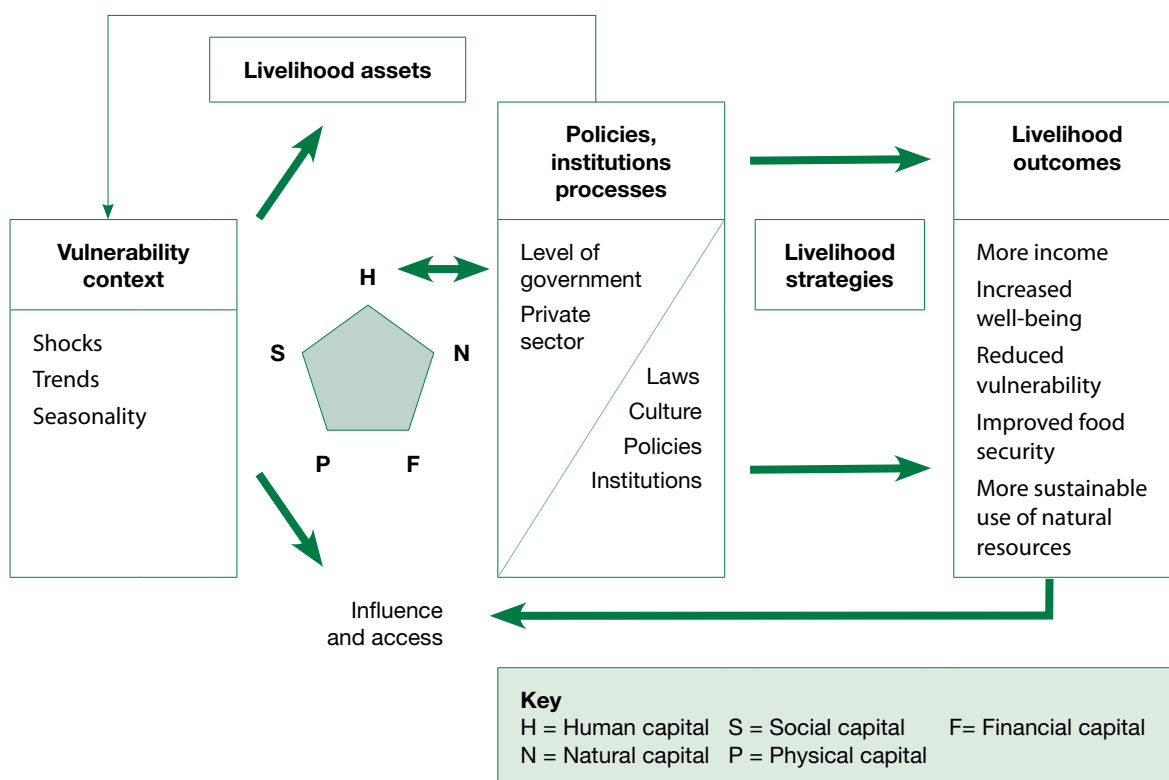 Livelihood assets
Policies,
institutions
processes
Livelihood
outcomes
Vulnerability
context
Shocks
Trends
Seasonality
H
S
N
P
F
Level of
government
Private
sector
Laws
Culture
Policies
Institutions
Livelihood
strategies
More income
Increased
well-being
Reduced
vulnerability
Improved food
security
More sustainable
use of natural
resources
Influence
and access
Key
H = Human capital S = Social capital F= Financial capital
N = Natural capital P = Physical capital